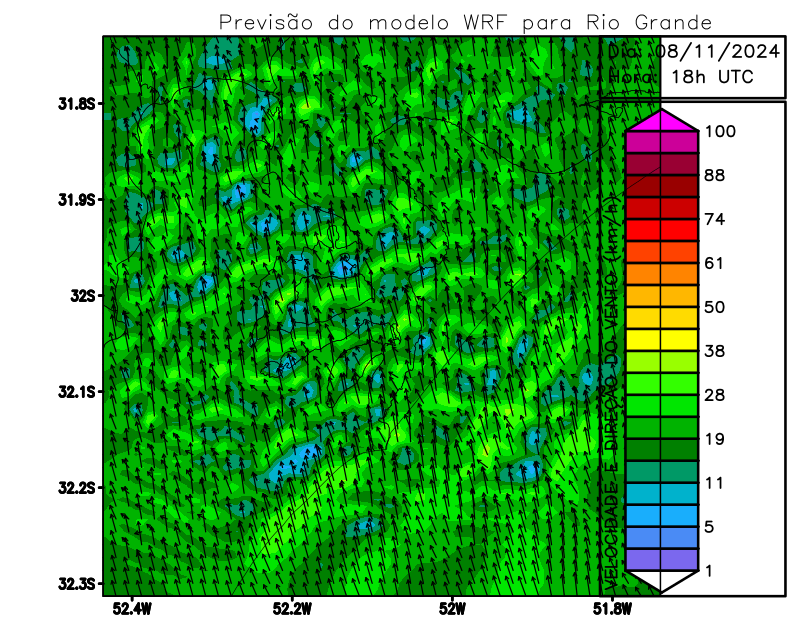 Previsão do modelo WRF para Rio Grande
Dia: 08/11/2024
Hora: 18h UTC
31.8S
31.9S
32S
32.1S
32.2S
32.3S
52.4W
52.2W
52W
51.8W
VELOCIDADE E DIREÇÃO DO VENTO (km/h)
100
88
74
61
50
38
28
19
11
5
1